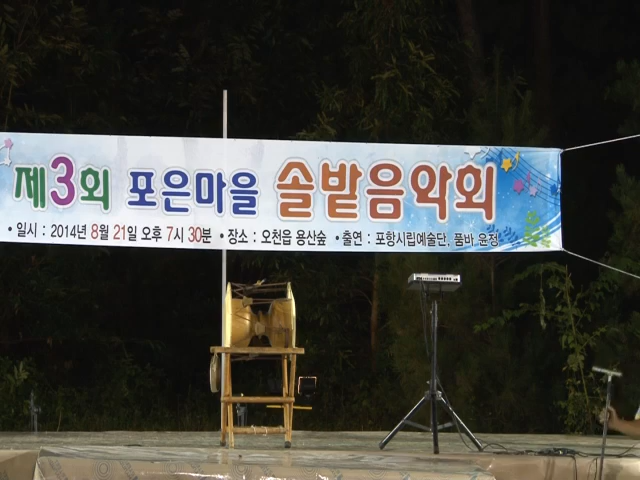 제3회 포은마을 솔밭음악회
• 일시 : 2014년 8월 21일 오후 7시 30분 • 장소 : 오천읍 용산숲 • 출연 : 포항시립예술단, 품바 윤정